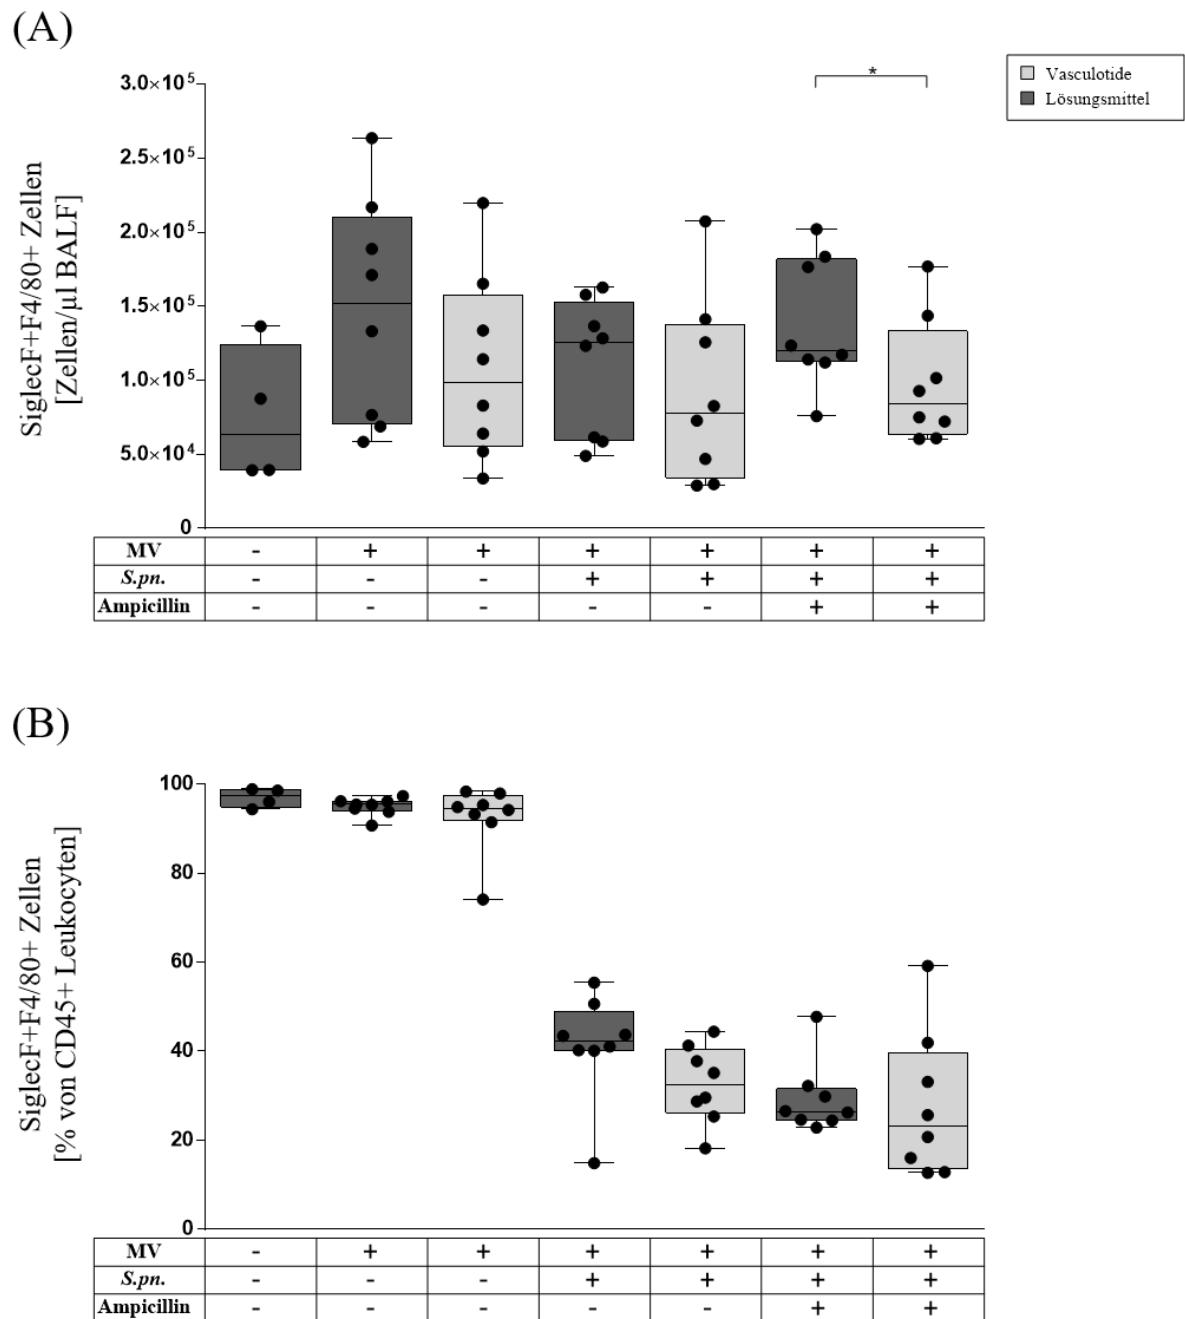 (A)
SiglecF+F4/80+ Zellen
[Zellen/µl BALF]
3.0×10⁵
2.5×10⁵
2.0×10⁵
1.5×10⁵
1.0×10⁵
5.0×10⁴
0
*
Vasculotide
Lösungsmittel
MV - + + + + + +
S.pn. - - - + + + +
Ampicillin - - - - - + +
(B)
SiglecF+F4/80+ Zellen
[% von CD45+ Leukocyten]
100
80
60
40
20
0
MV - + + + + + +
S.pn. - - - + + + +
Ampicillin - - - - - + +